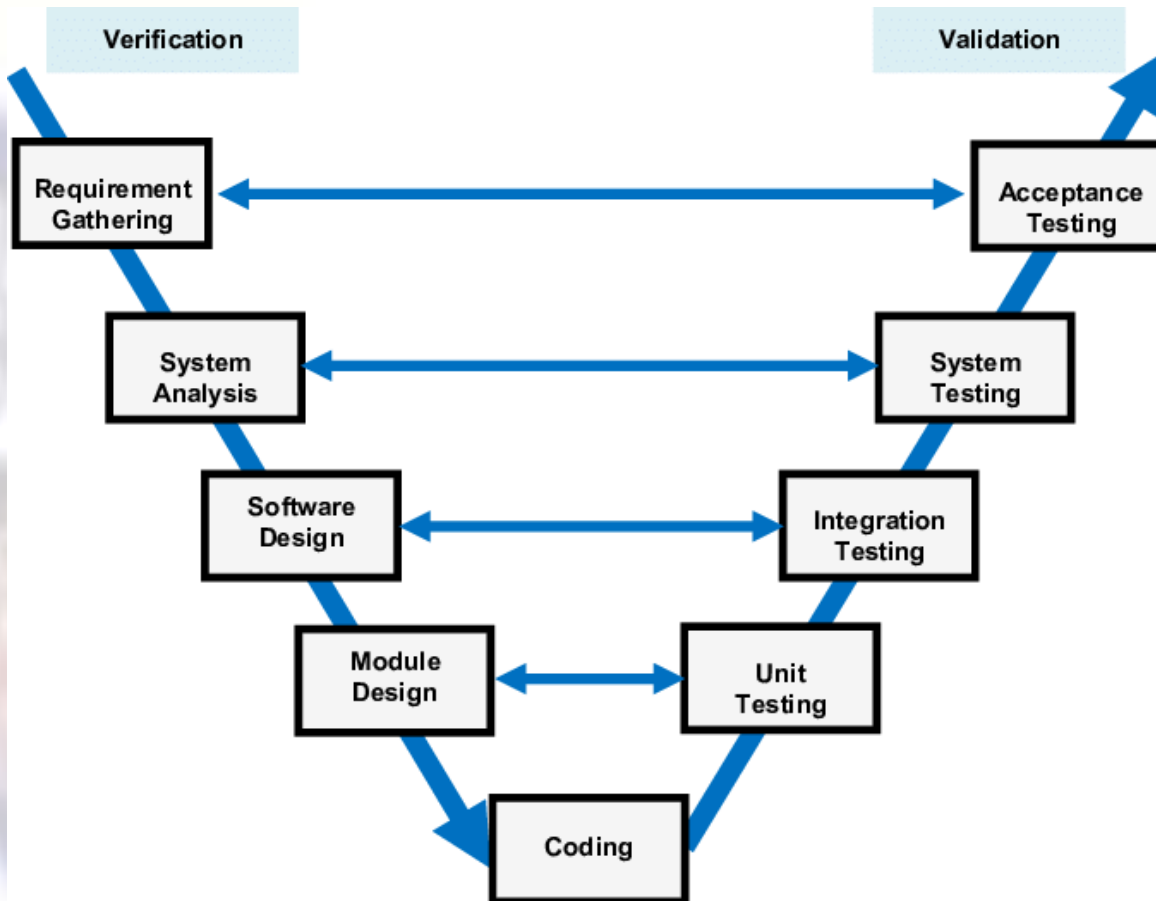 Verification
Validation
Requirement
Gathering
Acceptance
Testing
System
Analysis
System
Testing
Software
Design
Integration
Testing
Module
Design
Unit
Testing
Coding